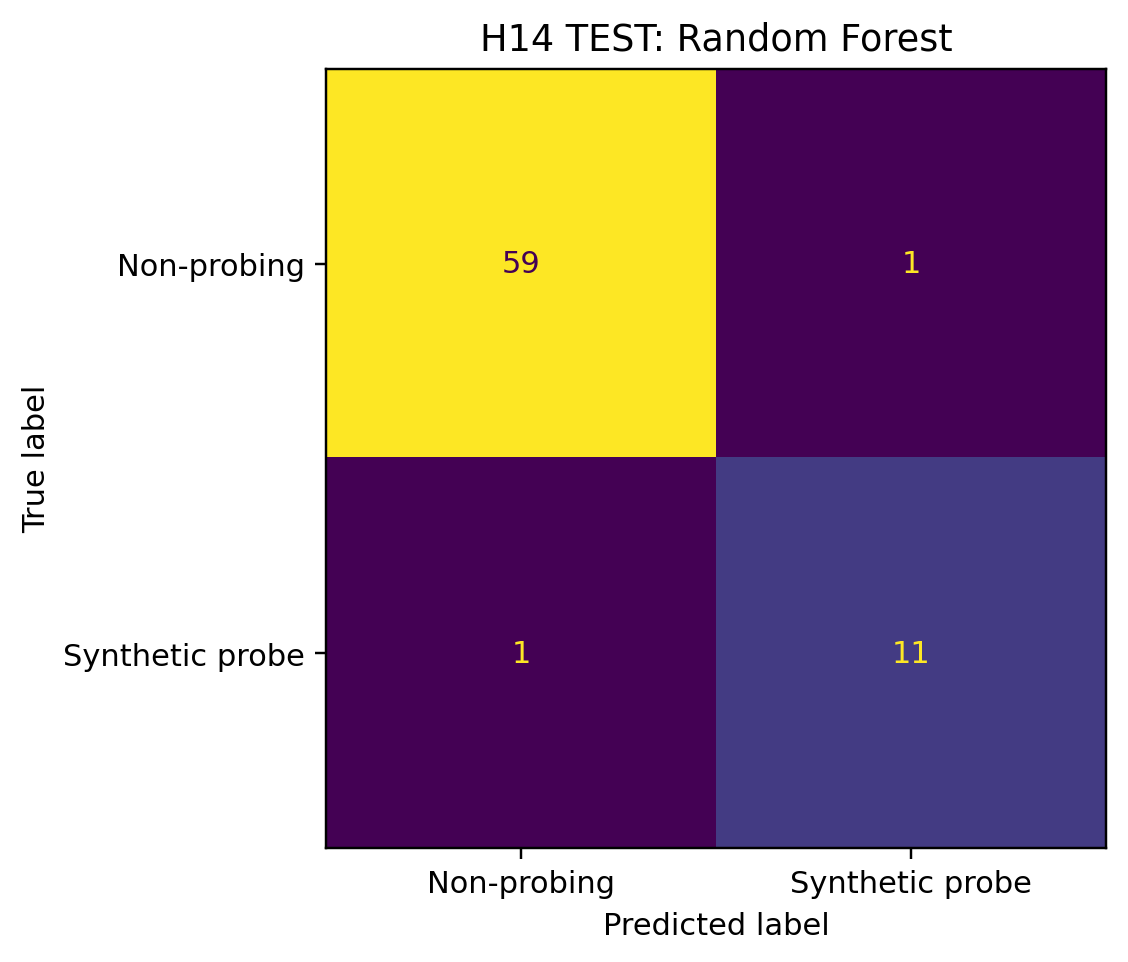 H14 TEST: Random Forest
59
1
Non-probing
True label
1
11
Synthetic probe
Non-probing
Synthetic probe
Predicted label